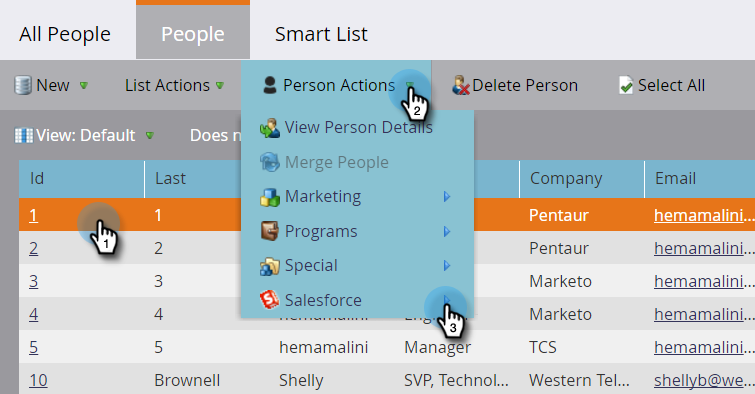 All People People Smart List
New List Actions Person Actions Delete Person Select All
2
View: Default Does n
View Person Details
Merge People
Marketing
Programs
Special
Salesforce
3
Id Last Company Email
1 1 Pentaur hemamalini...
1
2 2 Pentaur hemamalini...
3 3 Marketo hemamalini...
4 4 Marketo hemamalini...
5 5 hemamalini Manager TCS hemamalini...
10 Brownell Shelly SVP, Technol... Western Tel... shellyb@we...